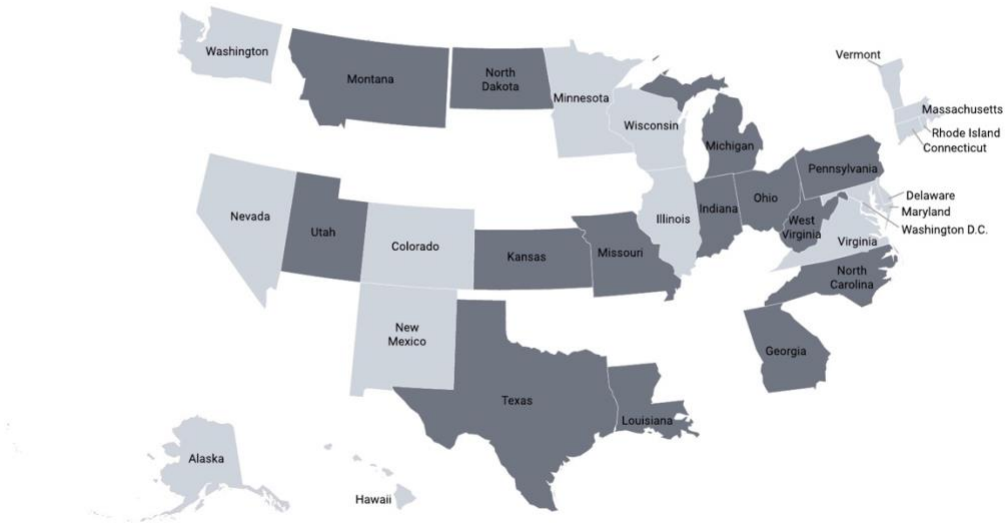 Washington
Montana
North
Dakota
Minnesota
Wisconsin
Michigan
Vermont
Massachusetts
Rhode Island
Connecticut
Pennsylvania
Nevada
Utah
Colorado
Kansas
Missouri
Illinois
Indiana
Ohio
West
Virginia
Virginia
Delaware
Maryland
Washington D.C.
North
Carolina
New
Mexico
Georgia
Texas
Louisiana
Alaska
Hawaii